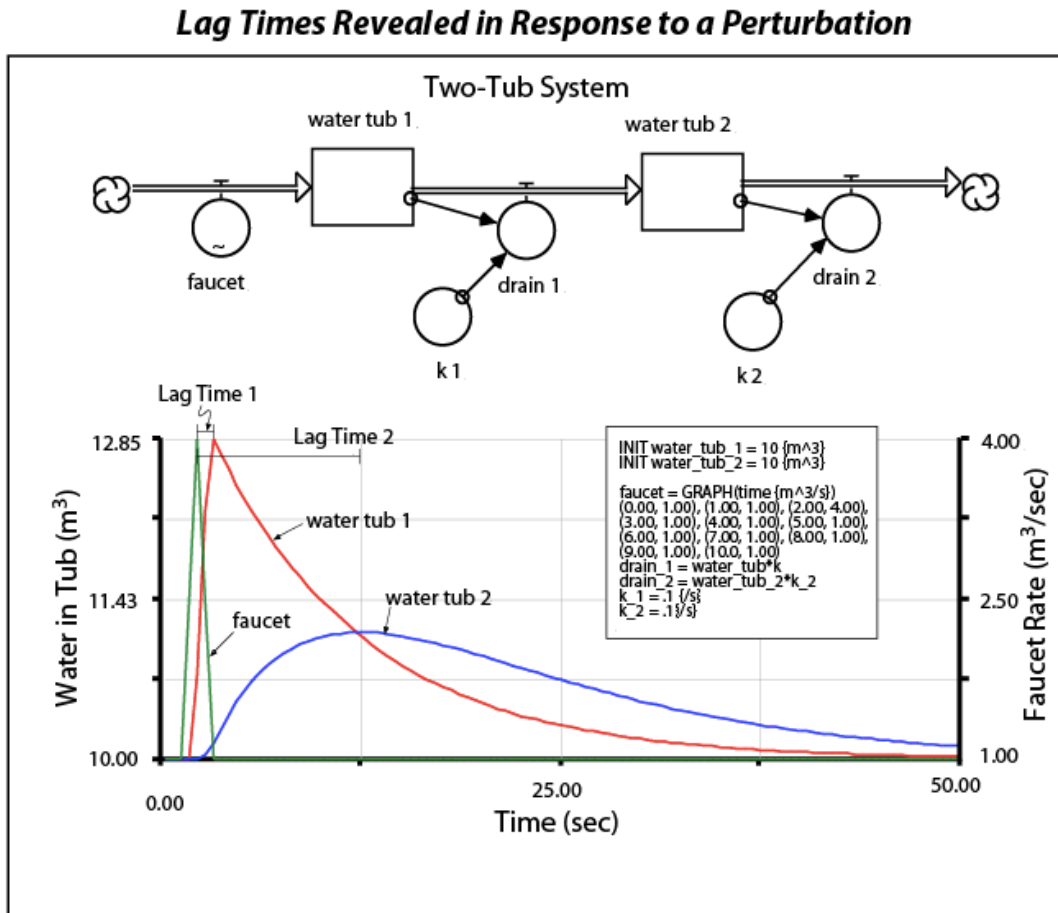 Lag Times Revealed in Response to a Perturbation
Two-Tub System
water tub 1
water tub 2
~
faucet
drain 1
drain 2
k 1
k 2
Lag Time 1
Lag Time 2
12.85
11.43
10.00
Water in Tub (m³)
water tub 1
water tub 2
faucet
INIT water_tub_1 = 10 {m^3}
INIT water_tub_2 = 10 {m^3}
faucet = GRAPH(time {m^3/s})
(0.00, 1.00), (1.00, 1.00), (2.00, 4.00),
(3.00, 1.00), (4.00, 1.00), (5.00, 1.00)
(6.00, 1.00), (7.00, 1.00), (8.00, 1.00),
(9.00, 1.00), (10.0, 1.00)
drain_1 = water_tub*k
drain_2 = water_tub_2*k_2
k_1 = .1 {/s}
k_2 = .1}/s}
4.00
2.50
1.00
Faucet Rate (m³/sec)
0.00
25.00
50.00
Time (sec)